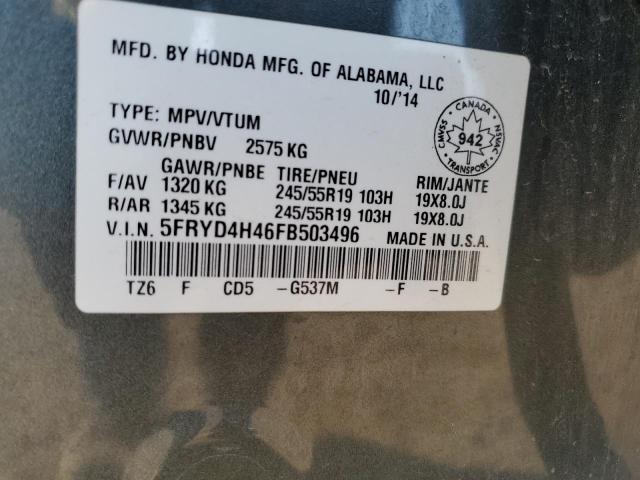 MFD. BY HONDA MFG. OF ALABAMA, LLC
10/'14
TYPE: MPV/VTUM
GVWR/PNBV 2575 KG
CANADA
CMVSS 942 NSVAC
TRANSPORT
GAWR/PNBE TIRE/PNEU RIM/JANTE
F/AV 1320 KG 245/55R19 103H 19X8.0J
R/AR 1345 KG 245/55R19 103H 19X8.0J
V.I.N. 5FRYD4H46FB503496 MADE IN U.S.A.
TZ6 F CD5 -G537M -F -B